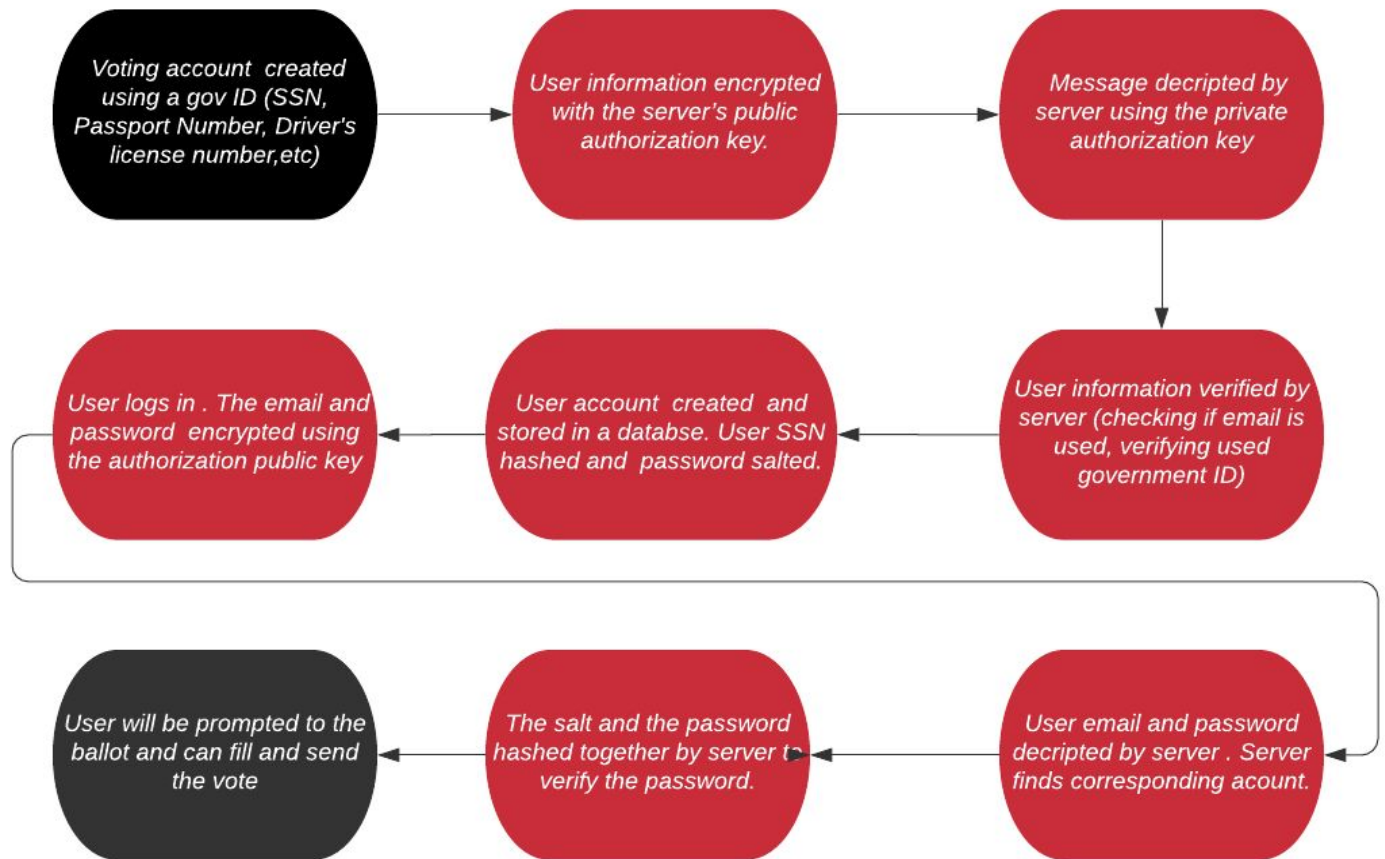 Voting account created
using a gov ID (SSN,
Passport Number, Driver's
license number,etc)
User information encrypted
with the server’s public
authorization key.
Message decripted by
server using the private
authorization key
User information verified by
server (checking if email is
used, verifying used
government ID)
User account created and
stored in a databse. User SSN
hashed and password salted.
User logs in . The email and
password encrypted using
the authorization public key
User email and password
decripted by server . Server
finds corresponding acount.
The salt and the password
hashed together by server to
verify the password.
User will be prompted to the
ballot and can fill and send
the vote